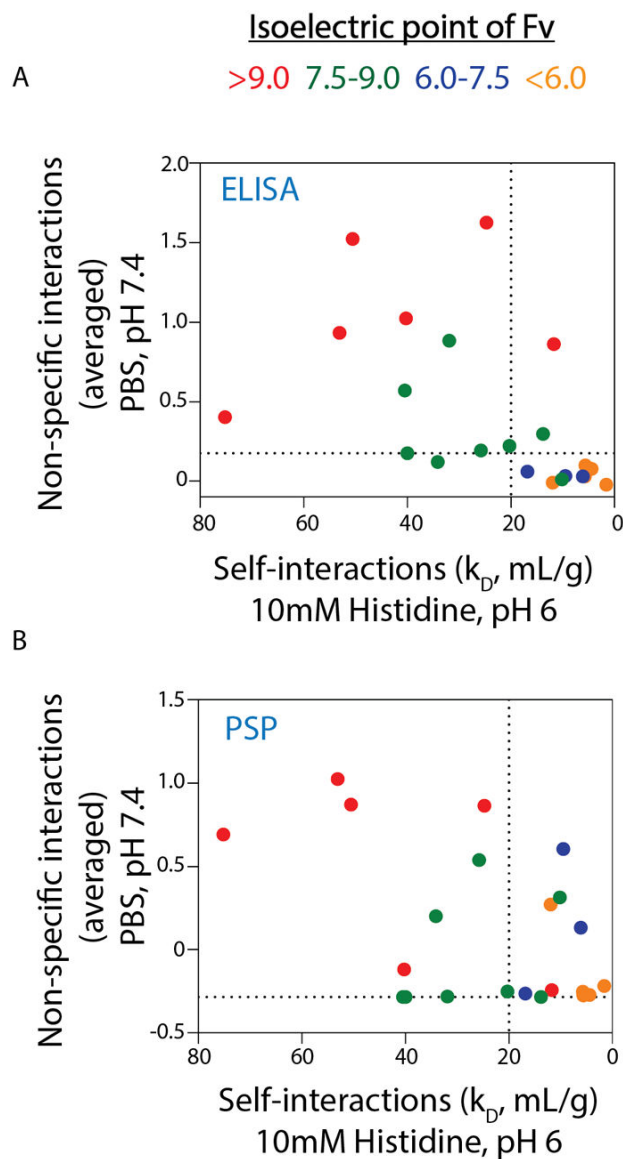 Isoelectric point of Fv
A
>9.0 7.5-9.0 6.0-7.5 <6.0
Non-specific interactions
(averaged)
PBS, pH 7.4
2.0
1.5
1.0
0.5
0
ELISA
80
60
40
20
0
Self-interactions (kD, mL/g)
10mM Histidine, pH 6
B
Non-specific interactions
(averaged)
PBS, pH 7.4
1.5
1.0
0.5
0
-0.5
PSP
80
60
40
20
0
Self-interactions (kD, mL/g)
10mM Histidine, pH 6